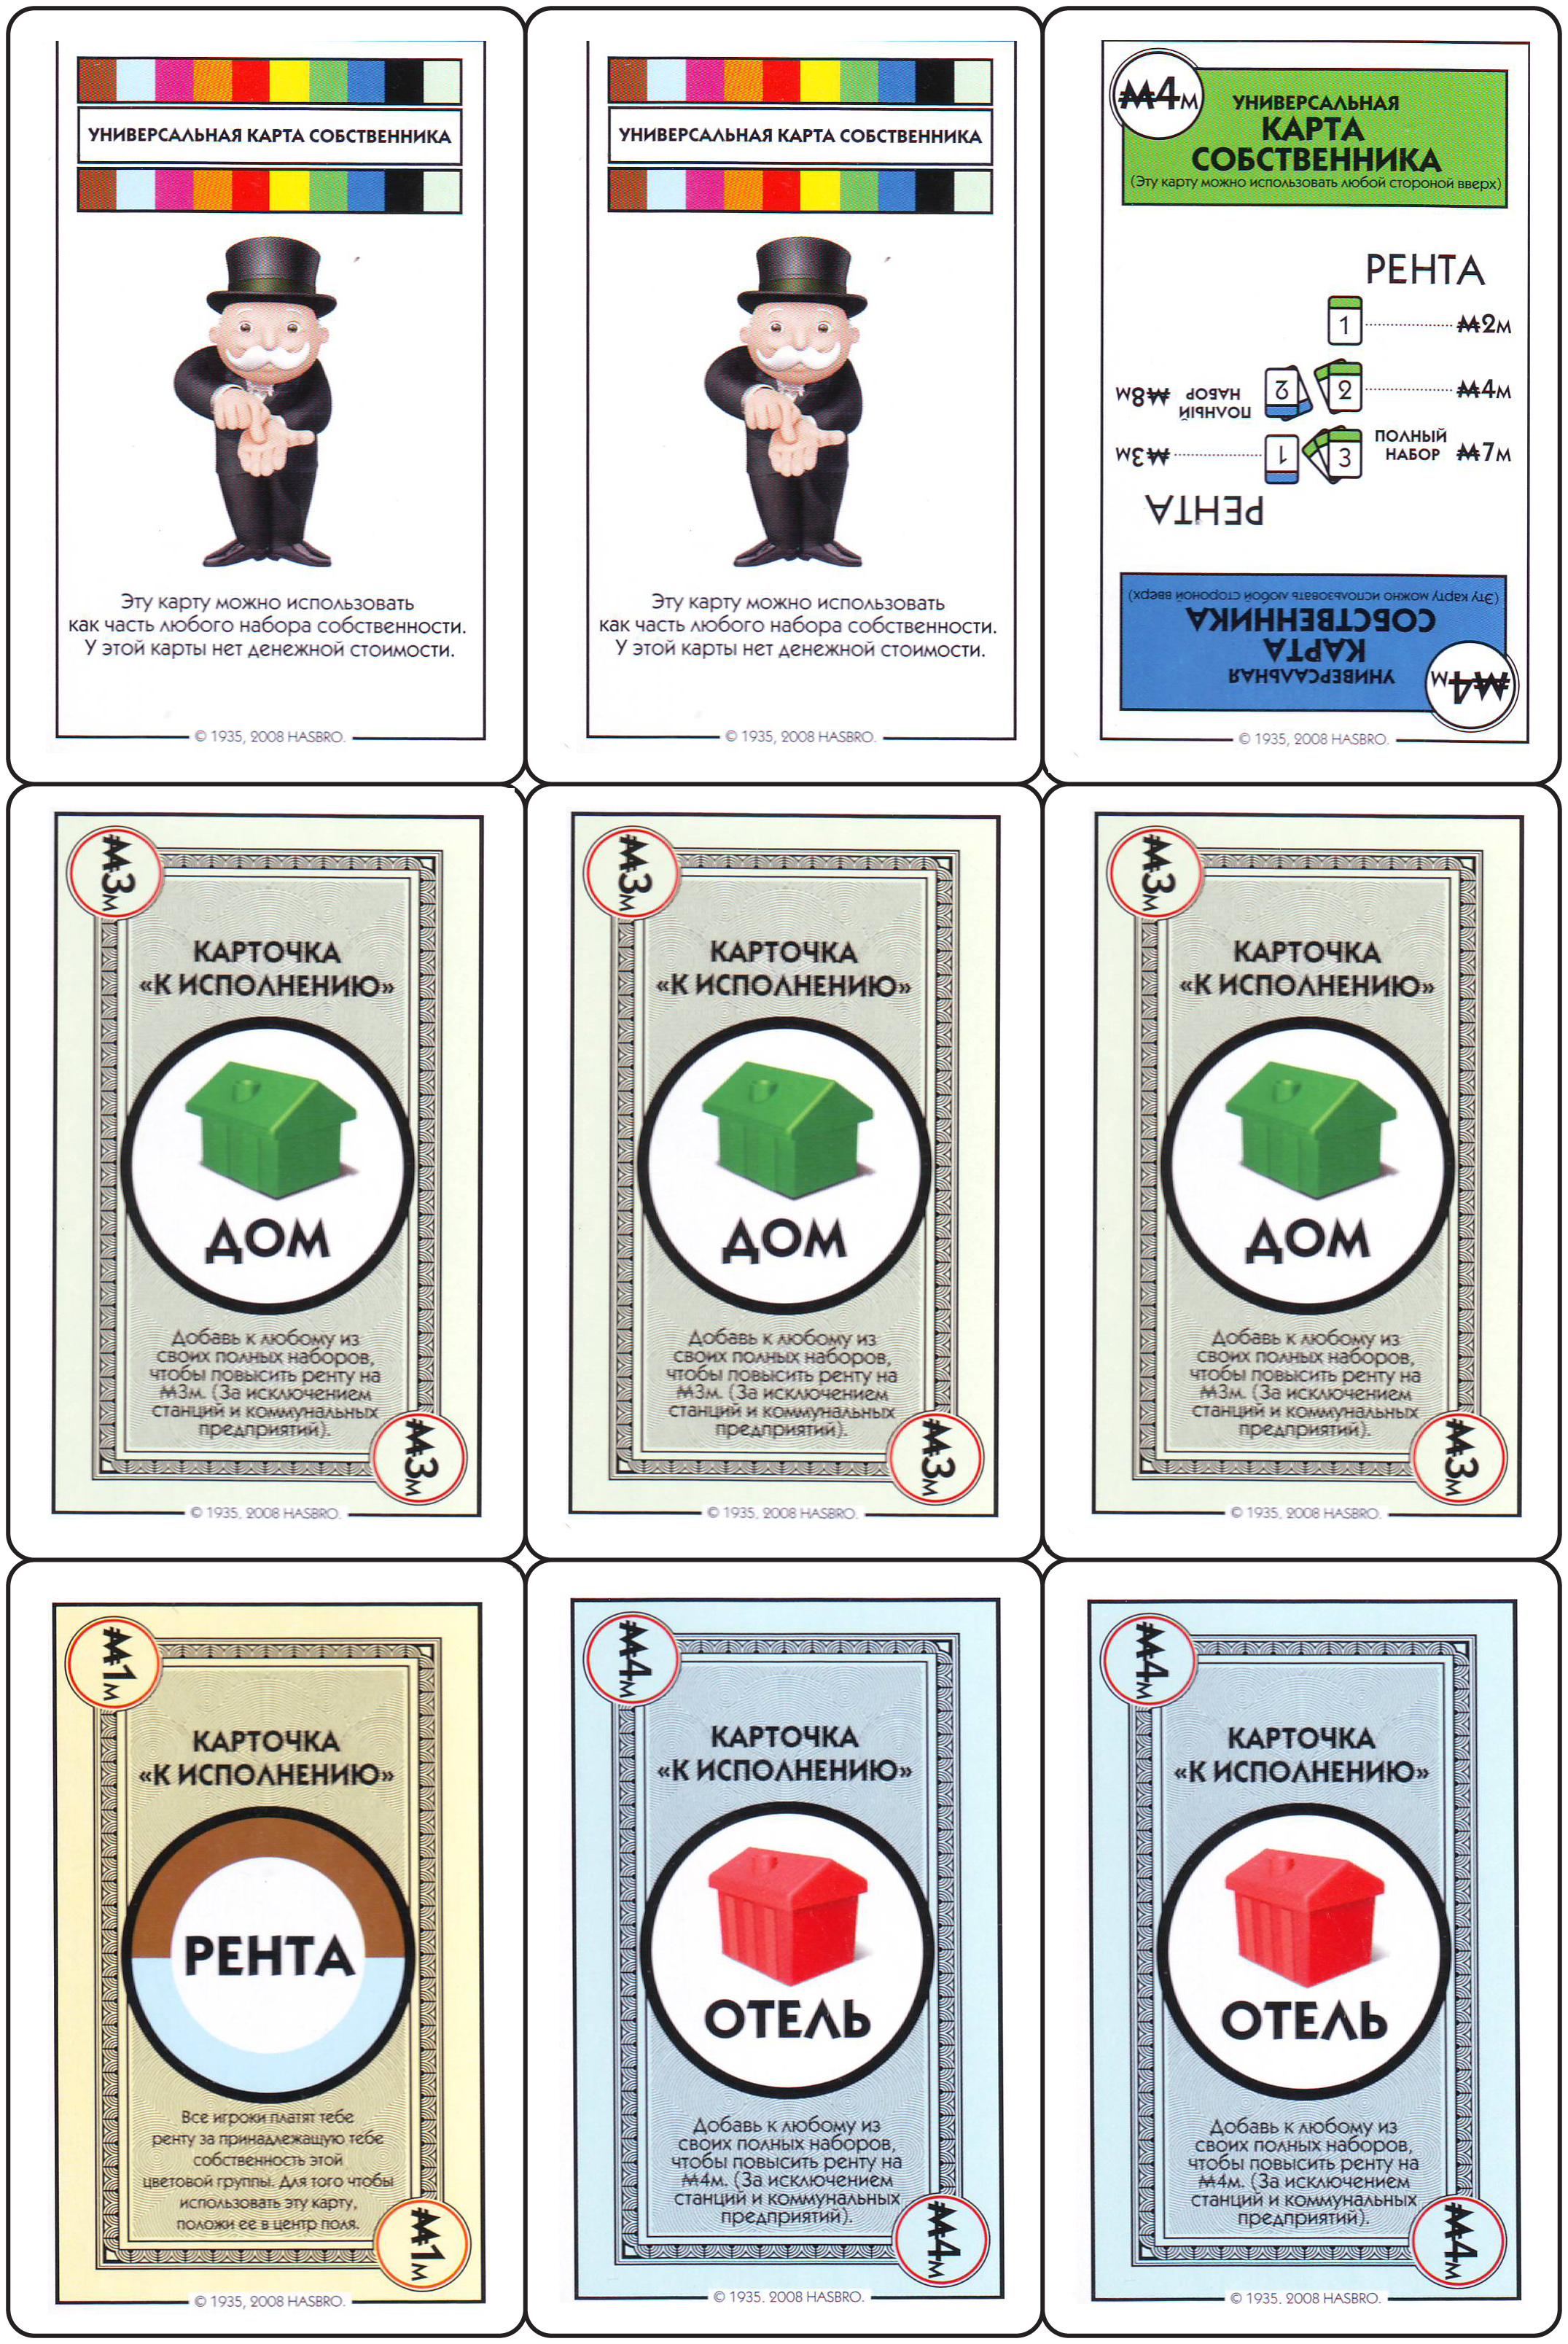 УНИВЕРСАЛЬНАЯ КАРТА СОБСТВЕННИКА
Эту карту можно использовать
как часть любого набора собственности.
У этой карты нет денежной стоимости.
© 1935, 2008 HASBRO.
УНИВЕРСАЛЬНАЯ КАРТА СОБСТВЕННИКА
Эту карту можно использовать
как часть любого набора собственности.
У этой карты нет денежной стоимости.
© 1935, 2008 HASBRO.
₩4м
УНИВЕРСАЛЬНАЯ
КАРТА
СОБСТВЕННИКА
(Эту карту можно использовать любой стороной вверх)
РЕНТА
1 ₩2м
2 ₩4м
3 ПОЛНЫЙ НАБОР ₩7м
₩4м
УНИВЕРСАЛЬНАЯ
КАРТА
СОБСТВЕННИКА
(Эту карту можно использовать любой стороной вверх)
РЕНТА
1 ₩3м
2 ПОЛНЫЙ НАБОР ₩8м
© 1935, 2008 HASBRO.
₩3м
КАРТОЧКА
«К ИСПОЛНЕНИЮ»
ДОМ
Добавь к любому из
своих полных наборов,
чтобы повысить ренту на
₩3м. (За исключением
станций и коммунальных
предприятий).
₩3м
© 1935, 2008 HASBRO.
₩3м
КАРТОЧКА
«К ИСПОЛНЕНИЮ»
ДОМ
Добавь к любому из
своих полных наборов,
чтобы повысить ренту на
₩3м. (За исключением
станций и коммунальных
предприятий).
₩3м
© 1935, 2008 HASBRO.
₩3м
КАРТОЧКА
«К ИСПОЛНЕНИЮ»
ДОМ
Добавь к любому из
своих полных наборов,
чтобы повысить ренту на
₩3м. (За исключением
станций и коммунальных
предприятий).
₩3м
© 1935, 2008 HASBRO.
₩1м
КАРТОЧКА
«К ИСПОЛНЕНИЮ»
РЕНТА
Все игроки платят тебе
ренту за принадлежащую тебе
собственность этой
цветовой группы. Для того чтобы
использовать эту карту,
положи ее в центр поля.
₩1м
© 1935, 2008 HASBRO.
₩4м
КАРТОЧКА
«К ИСПОЛНЕНИЮ»
ОТЕЛЬ
Добавь к любому из
своих полных наборов,
чтобы повысить ренту на
₩4м. (За исключением
станций и коммунальных
предприятий).
₩4м
© 1935, 2008 HASBRO.
₩4м
КАРТОЧКА
«К ИСПОЛНЕНИЮ»
ОТЕЛЬ
Добавь к любому из
своих полных наборов,
чтобы повысить ренту на
₩4м. (За исключением
станций и коммунальных
предприятий).
₩4м
© 1935, 2008 HASBRO.